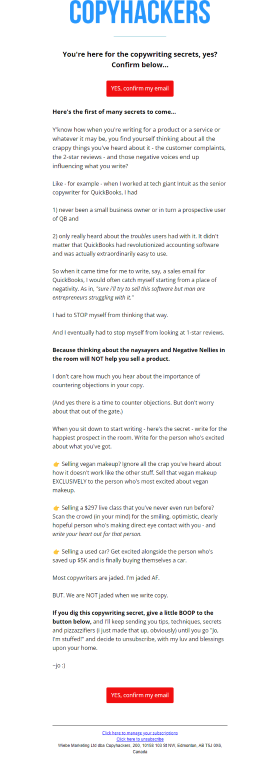 COPYHACKERS
You're here for the copywriting secrets, yes?
Confirm below...
YES, confirm my email
Here's the first of many secrets to come...
Y'know how when you're writing for a product or a service or
whatever it may be, you find yourself thinking about all the
crappy things you've heard about it - the customer complaints,
the 2-star reviews - and those negative voices end up
influencing what you write?
Like - for example - when I worked at tech giant Intuit as the senior
copywriter for QuickBooks, I had
1) never been a small business owner or in turn a prospective user
of QB and
2) only really heard about the troubles users had with it. It didn't
matter that QuickBooks had revolutionized accounting software
and was actually extraordinarily easy to use.
So when it came time for me to write, say, a sales email for
QuickBooks, I would often catch myself starting from a place of
negativity. As in, "sure I'll try to sell this software but man are
entrepreneurs struggling with it."
I had to STOP myself from thinking that way.
And I eventually had to stop myself from looking at 1-star reviews.
Because thinking about the naysayers and Negative Nellies in
the room will NOT help you sell a product.
I don't care how much you hear about the importance of
countering objections in your copy.
(And yes there is a time to counter objections. But don't worry
about that out of the gate.)
When you sit down to start writing - here's the secret - write for the
happiest prospect in the room. Write for the person who's excited
about what you've got.
👉 Selling vegan makeup? Ignore all the crap you've heard about
how it doesn't work like the other stuff. Sell that vegan makeup
EXCLUSIVELY to the person who's most excited about vegan
makeup.
👉 Selling a $297 live class that you've never even run before?
Scan the crowd (in your mind) for the smiling, optimistic, clearly
hopeful person who's making direct eye contact with you - and
write your heart out for that person.
👉 Selling a used car? Get excited alongside the person who's
saved up $5K and is finally buying themselves a car.
Most copywriters are jaded. I'm jaded AF.
BUT. We are NOT jaded when we write copy.
If you dig this copywriting secret, give a little BOOP to the
button below, and I'll keep sending you tips, techniques, secrets
and pizzazzifiers (I just made that up, obviously) until you go "Jo,
I'm stuffed!" and decide to unsubscribe, with my luv and blessings
upon your home.
~jo :)
YES, confirm my email
Click here to manage your subscriptions
Click here to unsubscribe
Wiebe Marketing Ltd dba Copyhackers, 200, 10158 103 St NW, Edmonton, AB T5J 0X6,
Canada